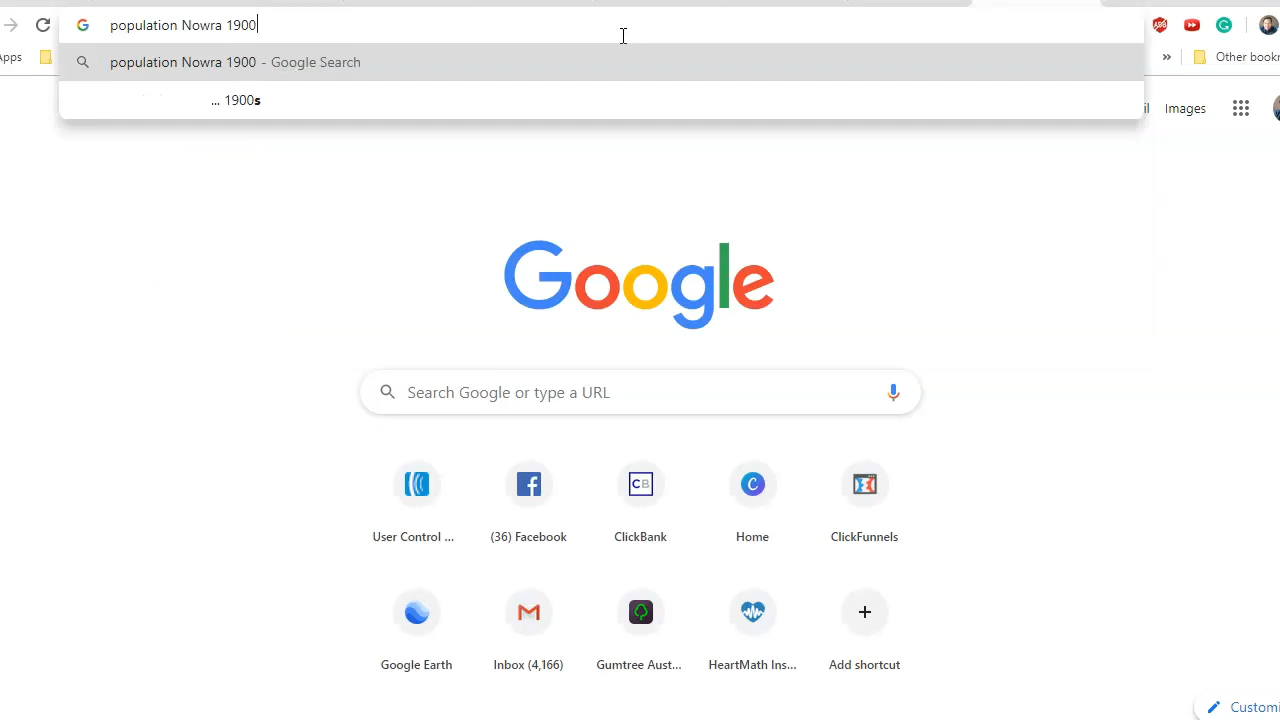 population Nowra 1900
Apps
population Nowra 1900 - Google Search
... 1900s
Other bookm
il Images
Google
Search Google or type a URL
User Control ...
(36) Facebook
CB
ClickBank
Home
ClickFunnels
Google Earth
Inbox (4,166)
Gumtree Aust...
HeartMath Ins...
Add shortcut
Customi